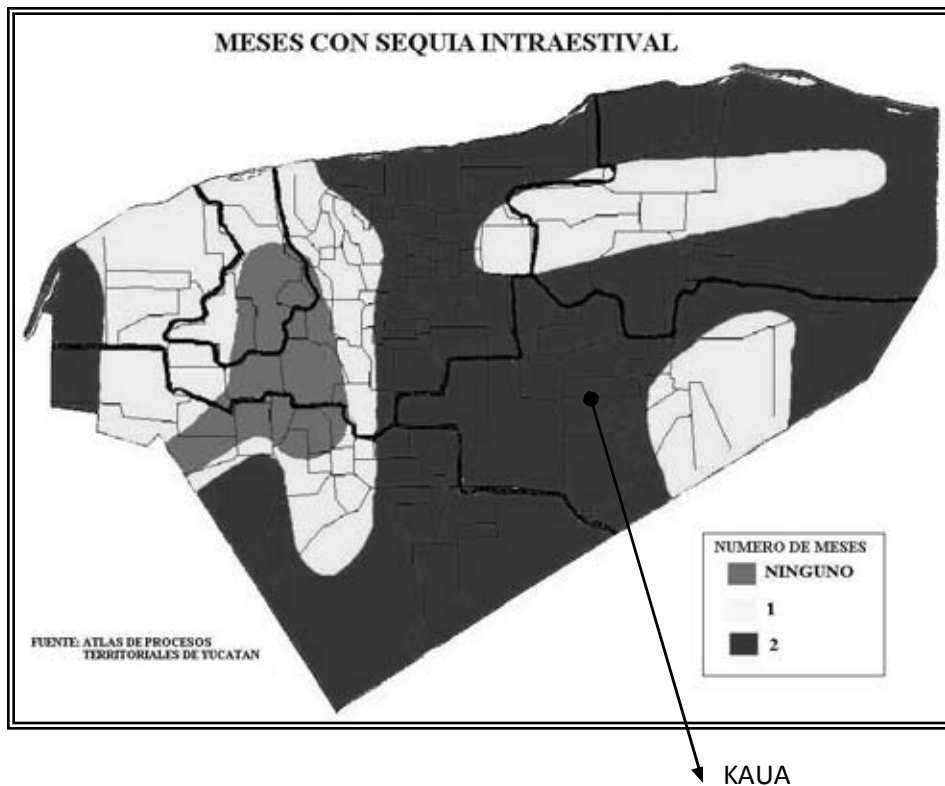 MESES CON SEQUIA INTRAESTIVAL
NUMERO DE MESES
NINGUNO
1
2
FUENTE: ATLAS DE PROCESOS
TERRITORIALES DE YUCATAN
KAUA